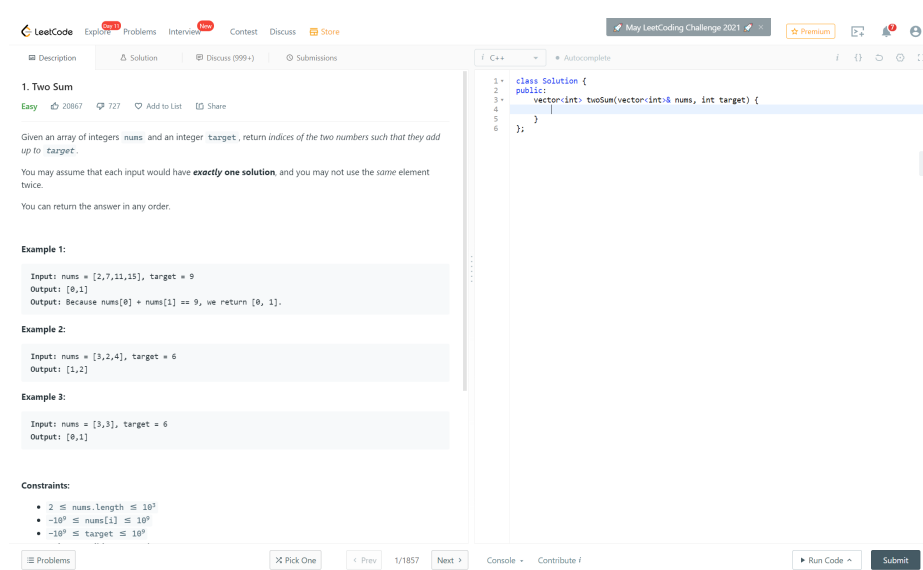 LeetCode Explore Day 11 Problems Interview New Contest Discuss Store May LeetCoding Challenge 2021 × Premium 7
Description Solution Discuss (999+) Submissions
i C++ Autocomplete i {}
1. Two Sum
Easy 20867 727 Add to List Share
Given an array of integers nums and an integer target, return indices of the two numbers such that they add
up to target.
You may assume that each input would have exactly one solution, and you may not use the same element
twice.
You can return the answer in any order.
Example 1:
Input: nums = [2,7,11,15], target = 9
Output: [0,1]
Output: Because nums[0] + nums[1] == 9, we return [0, 1].
Example 2:
Input: nums = [3,2,4], target = 6
Output: [1,2]
Example 3:
Input: nums = [3,3], target = 6
Output: [0,1]
Constraints:
2 ≤ nums.length ≤ 10³
-10⁹ ≤ nums[i] ≤ 10⁹
-10⁹ ≤ target ≤ 10⁹
1 class Solution {
2 public:
3 vector<int> twoSum(vector<int>& nums, int target) {
4
5 }
6 };
Problems Pick One < Prev 1/1857 Next > Console Contribute i Run Code Submit